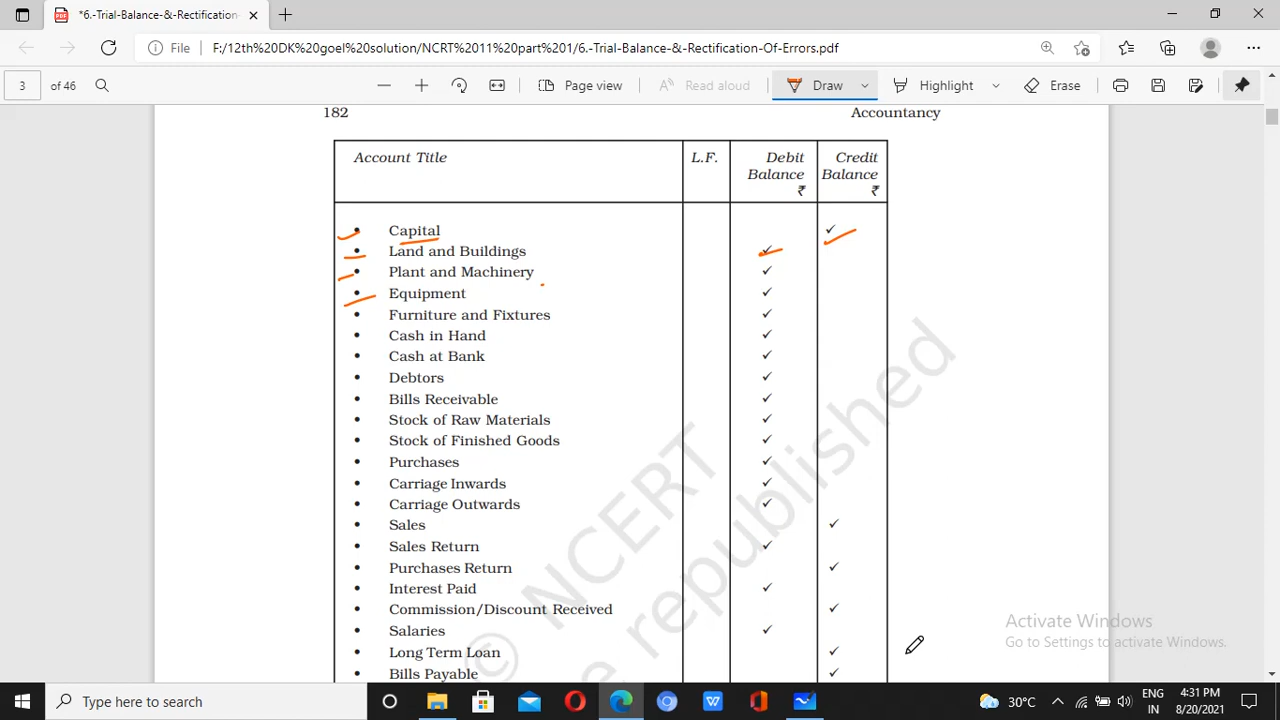 *6.-Trial-Balance-&-Rectification-
File F:/12th%20DK%20goel%20solution/NCRT%2011%20part%201/6.-Trial-Balance-&-Rectification-Of-Errors.pdf
3 of 46 Page view Read aloud Draw Highlight Erase
182 Accountancy
Account Title L.F. Debit Balance ₹ Credit Balance ₹
• Capital ✓
• Land and Buildings ✓
• Plant and Machinery ✓
• Equipment ✓
• Furniture and Fixtures ✓
• Cash in Hand ✓
• Cash at Bank ✓
• Debtors ✓
• Bills Receivable ✓
• Stock of Raw Materials ✓
• Stock of Finished Goods ✓
• Purchases ✓
• Carriage Inwards ✓
• Carriage Outwards ✓
• Sales ✓
• Sales Return ✓
• Purchases Return ✓
• Interest Paid ✓
• Commission/Discount Received ✓
• Salaries ✓
• Long Term Loan ✓
• Bills Payable ✓
© NCERT
be republished
Activate Windows
Go to Settings to activate Windows.
Type here to search 30°C ENG 4:31 PM
IN 8/20/2021